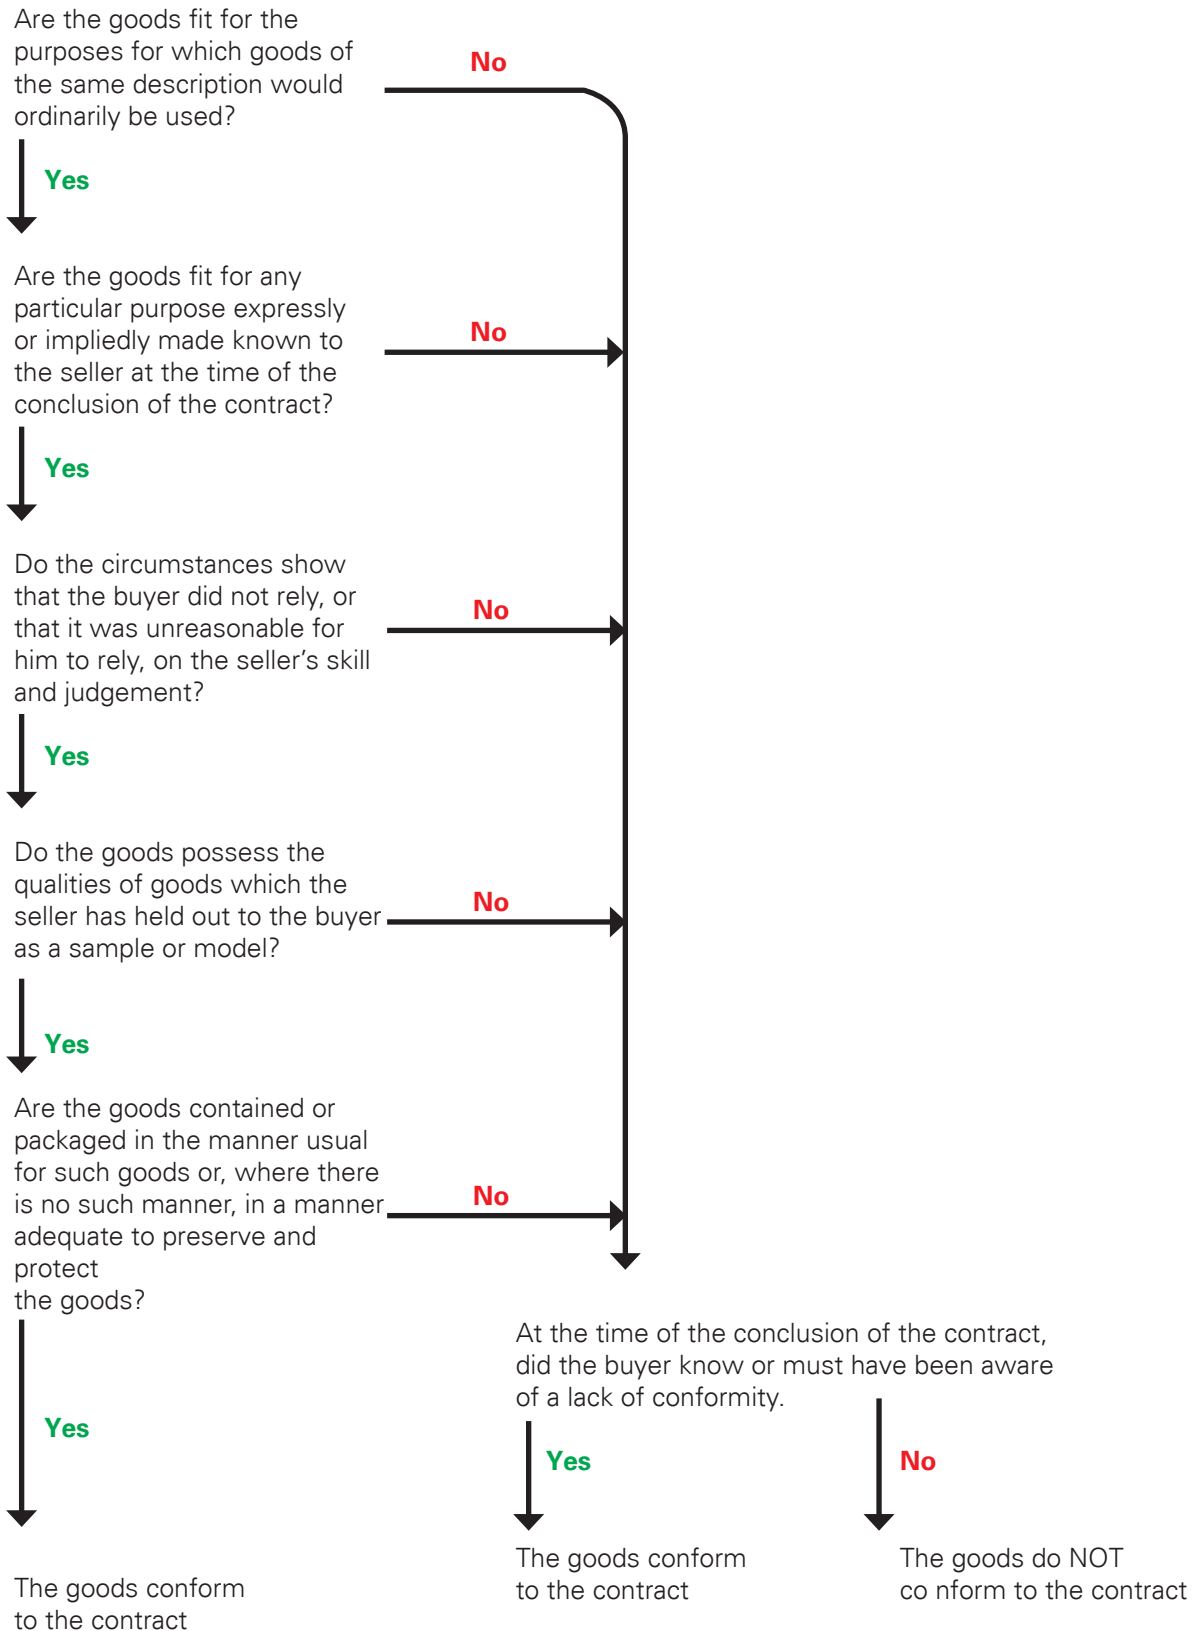 Are the goods fit for the
purposes for which goods of
the same description would
ordinarily be used?
No
Yes
Are the goods fit for any
particular purpose expressly
or impliedly made known to
the seller at the time of the
conclusion of the contract?
No
Yes
Do the circumstances show
that the buyer did not rely, or
that it was unreasonable for
him to rely, on the seller’s skill
and judgement?
No
Yes
Do the goods possess the
qualities of goods which the
seller has held out to the buyer
as a sample or model?
No
Yes
Are the goods contained or
packaged in the manner usual
for such goods or, where there
is no such manner, in a manner
adequate to preserve and
protect
the goods?
No
Yes
The goods conform
to the contract
At the time of the conclusion of the contract,
did the buyer know or must have been aware
of a lack of conformity.
Yes
No
The goods conform
to the contract
The goods do NOT
co nform to the contract